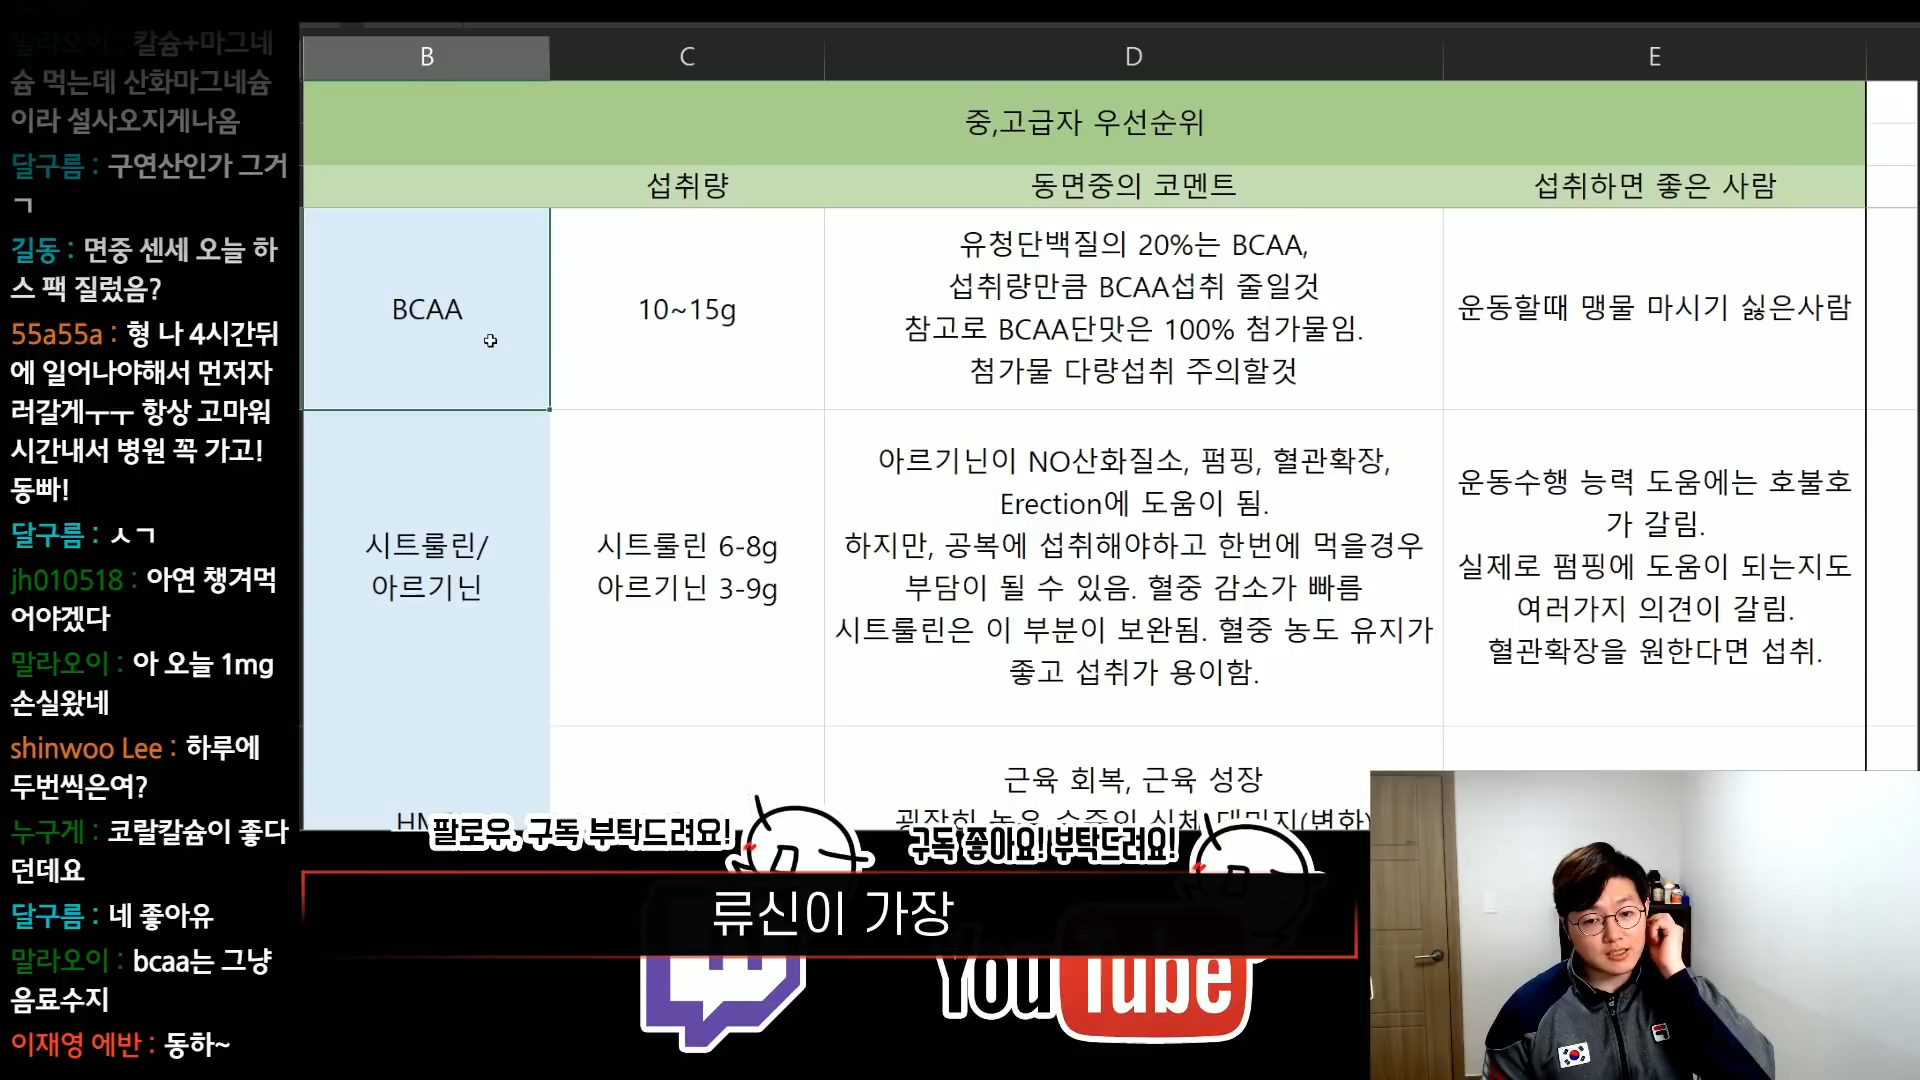 말라오이 : 칼슘+마그네
슘 먹는데 산화마그네슘
이라 설사오지게나옴
달구름 : 구연산인가 그거
ㄱ
길동 : 면중 센세 오늘 하
스 팩 질렀음?
55a55a : 형 나 4시간뒤
에 일어나야해서 먼저자
러갈게ㅜㅜ 항상 고마워
시간내서 병원 꼭 가고!
동빠!
달구름 : ㅅㄱ
jh010518 : 아연 챙겨먹
어야겠다
말라오이 : 아 오늘 1mg
손실왔네
shinwoo Lee : 하루에
두번씩은여?
누구게 : 코랄칼슘이 좋다
던데요
달구름 : 네 좋아유
말라오이 : bcaa는 그냥
음료수지
이재영 에반 : 동하~
B C D E
중,고급자 우선순위
섭취량 동면중의 코멘트 섭취하면 좋은 사람
BCAA
10~15g
유청단백질의 20%는 BCAA,
섭취량만큼 BCAA섭취 줄일것
참고로 BCAA단맛은 100% 첨가물임.
첨가물 다량섭취 주의할것
운동할때 맹물 마시기 싫은사람
시트룰린/
아르기닌
시트룰린 6-8g
아르기닌 3-9g
아르기닌이 NO산화질소, 펌핑, 혈관확장,
Erection에 도움이 됨.
하지만, 공복에 섭취해야하고 한번에 먹을경우
부담이 될 수 있음. 혈중 감소가 빠름
시트룰린은 이 부분이 보완됨. 혈중 농도 유지가
좋고 섭취가 용이함.
운동수행 능력 도움에는 호불호
가 갈림.
실제로 펌핑에 도움이 되는지도
여러가지 의견이 갈림.
혈관확장을 원한다면 섭취.
근육 회복, 근육 성장
굉장히 높은 수준의 신체 대미지(변화)
팔로우, 구독 부탁드려요!
구독 좋아요! 부탁드려요!
류신이 가장
YouTube